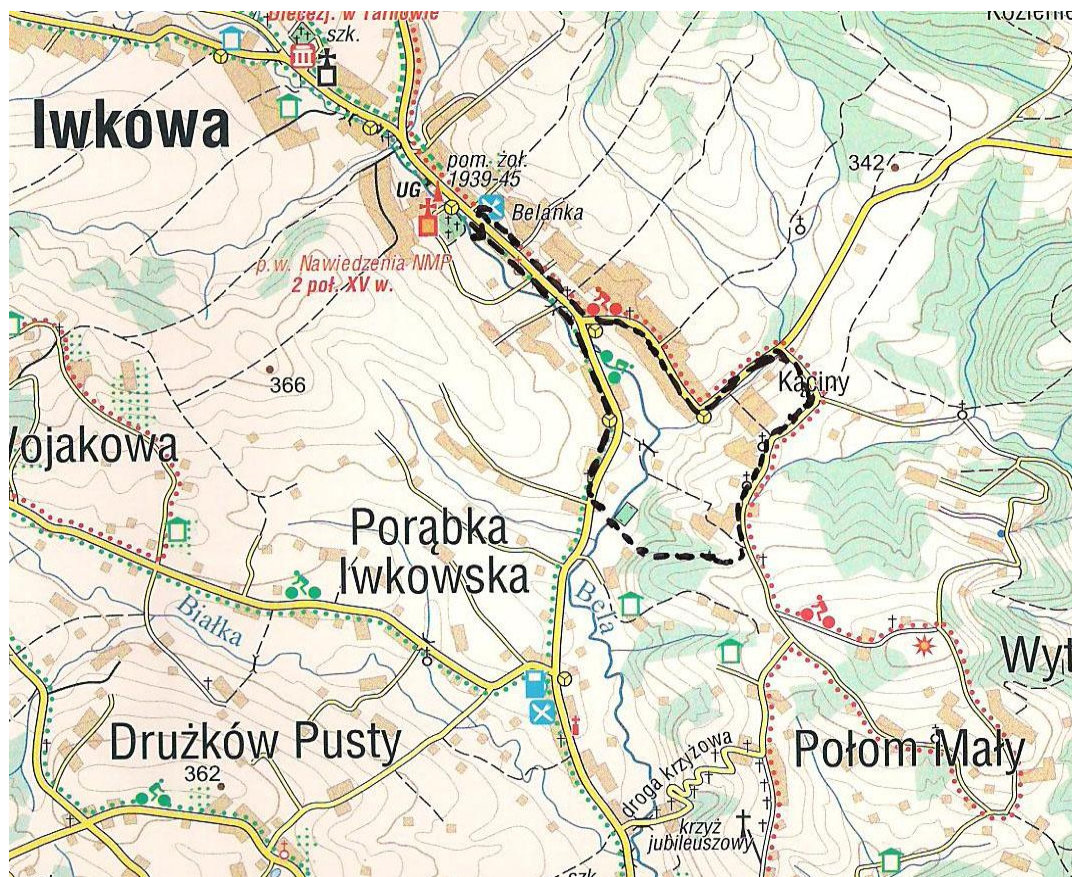 Diecezj. w Tarnowie
szk.
Iwkowa
pom. żoł.
1939-45
UG
Belanka
p.w. Nawiedzenia NMP
2 poł. XV w.
342
366
Kąciny
Wojakowa
Porąbka
Iwkowska
Bela
Białka
Drużków Pusty
362
Połom Mały
droga krzyżowa
krzyż
jubileuszowy
szk.